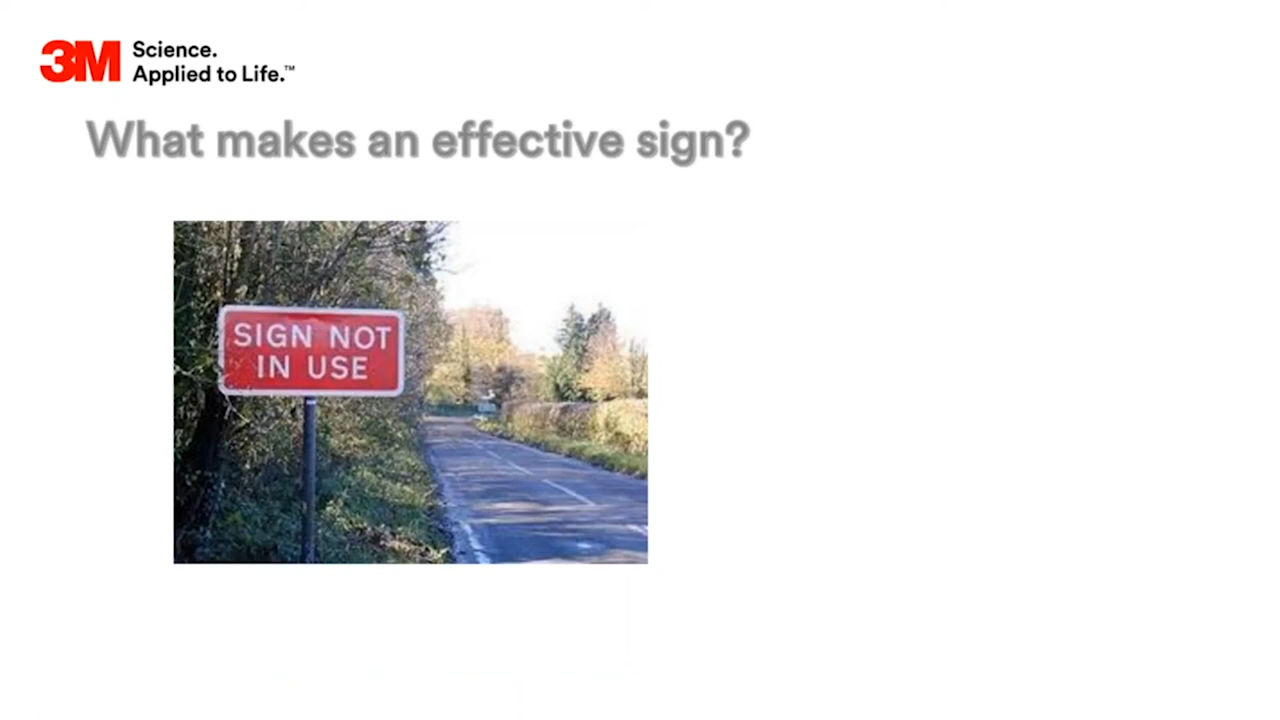 3M Science.
Applied to Life.™
What makes an effective sign?
SIGN NOT
IN USE